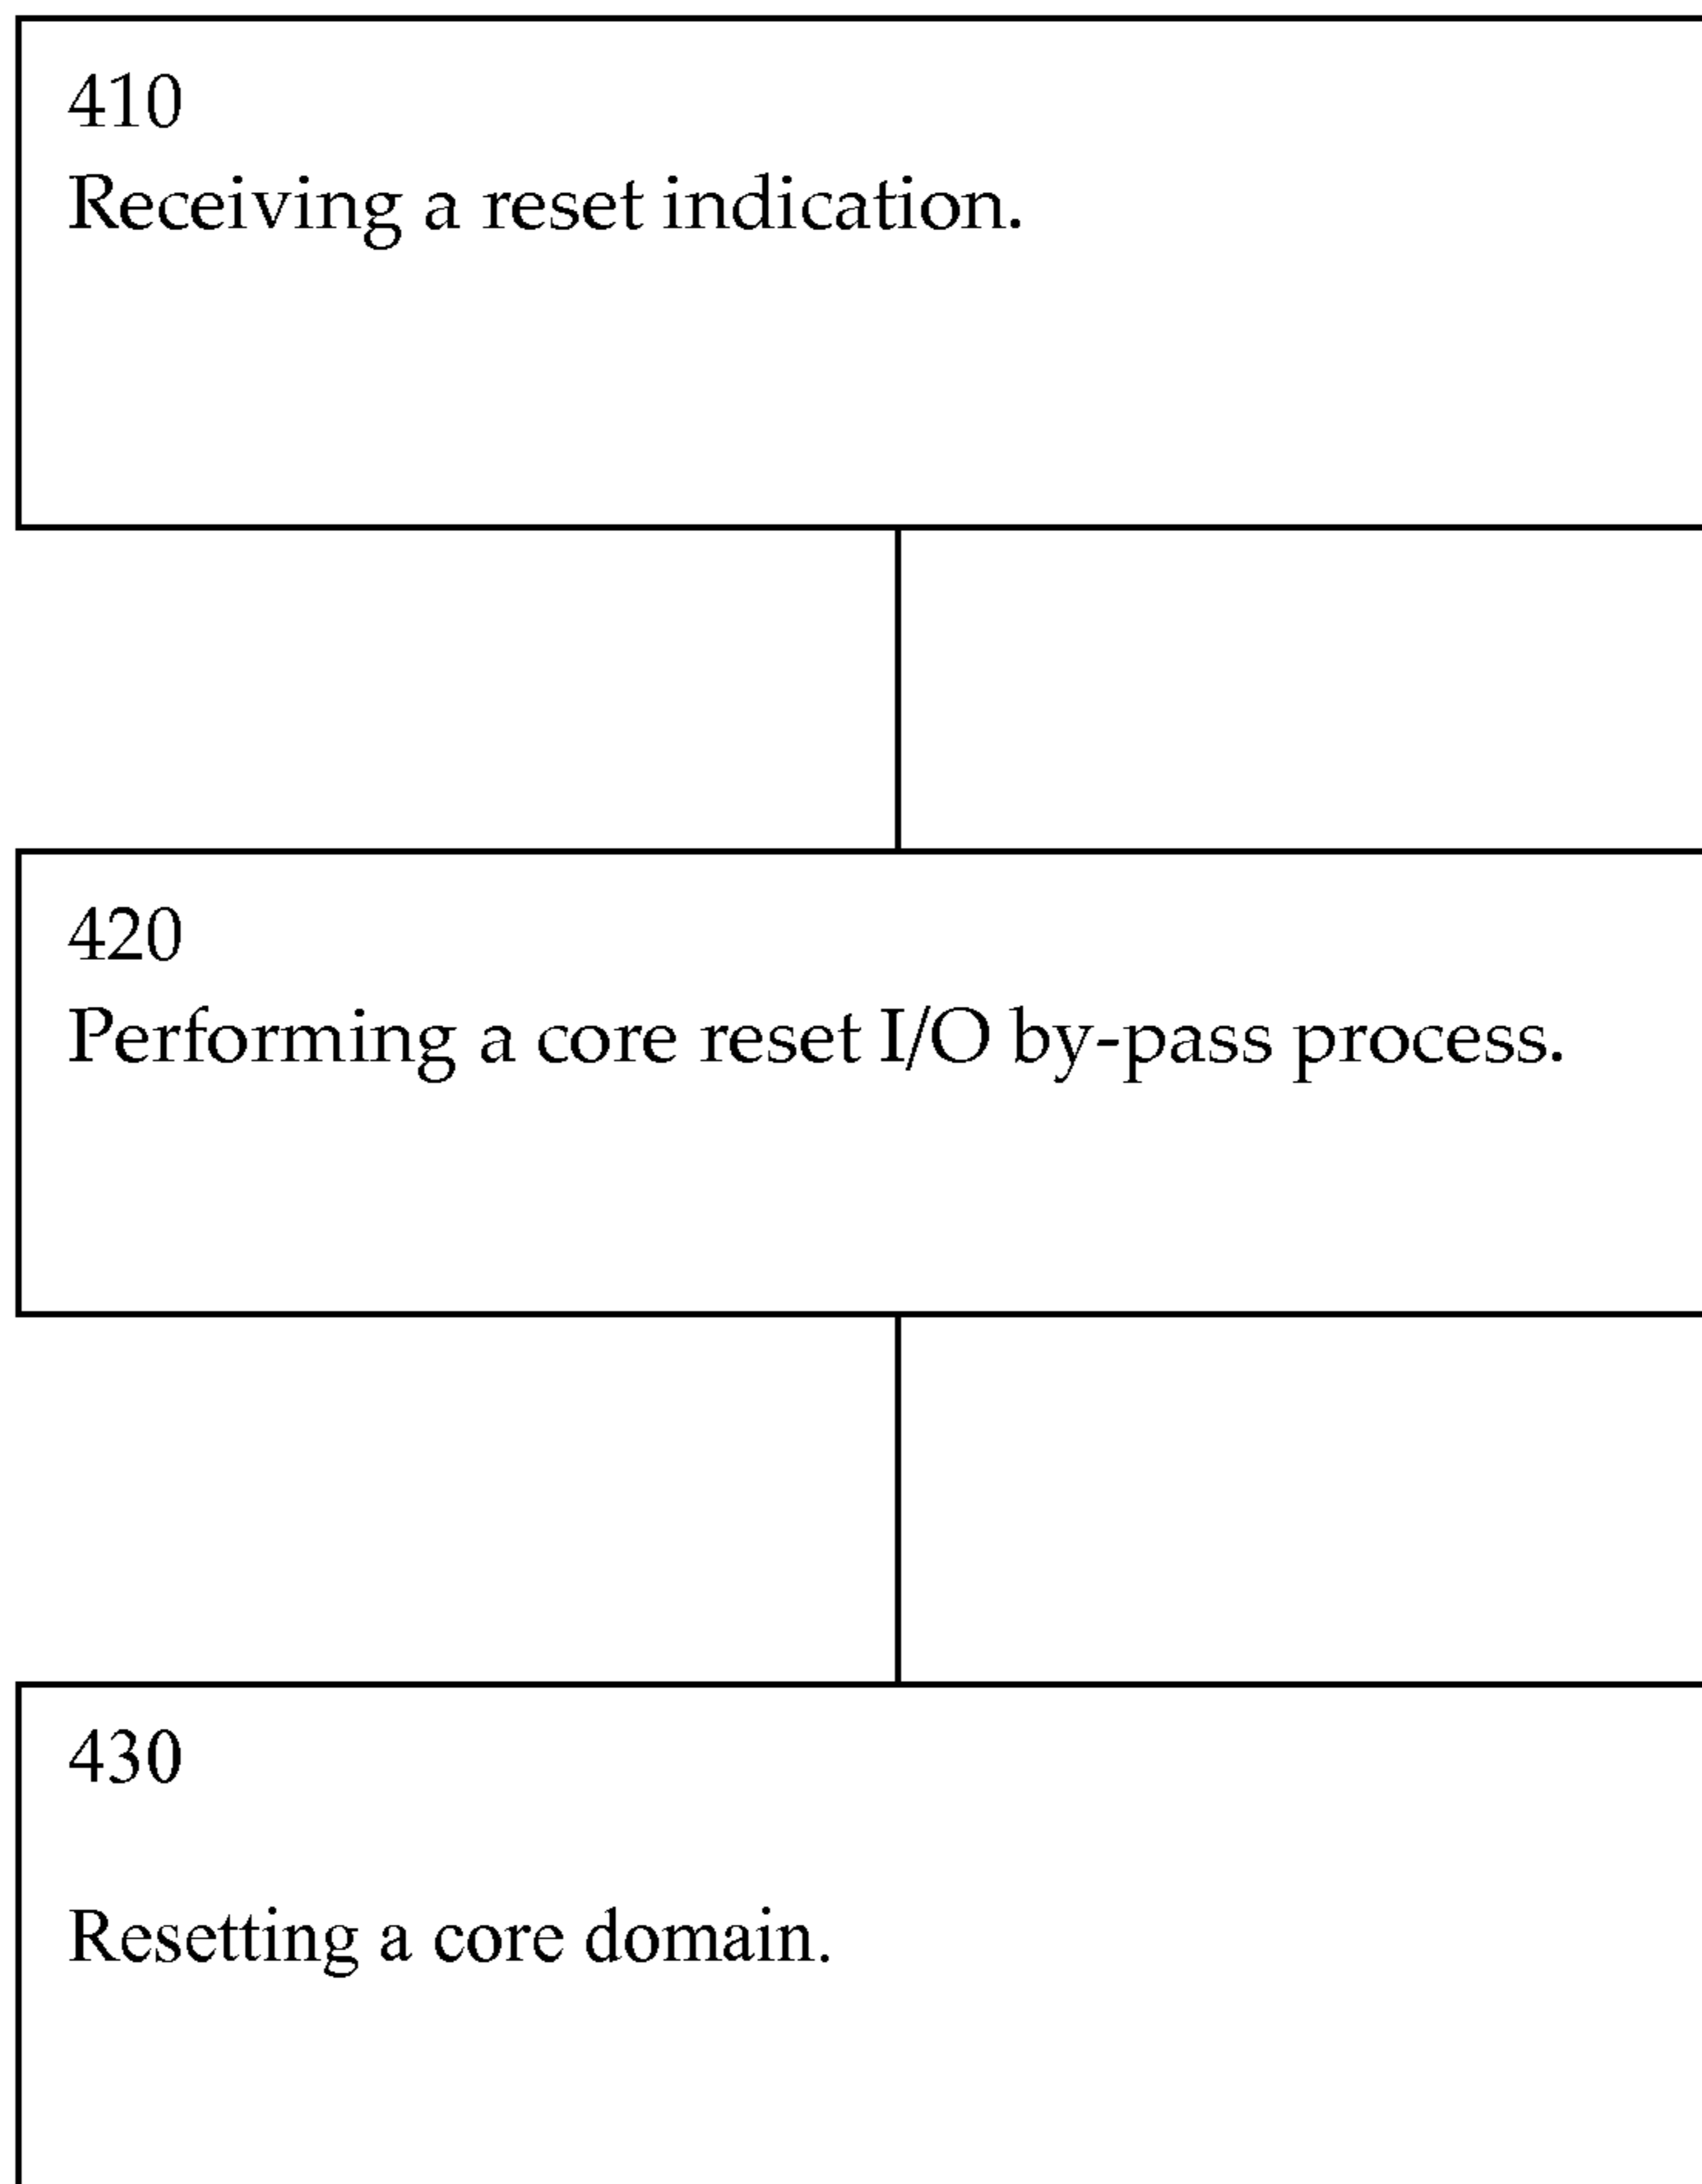 410
Receiving a reset indication.
420
Performing a core reset I/O by-pass process.
430
Resetting a core domain.